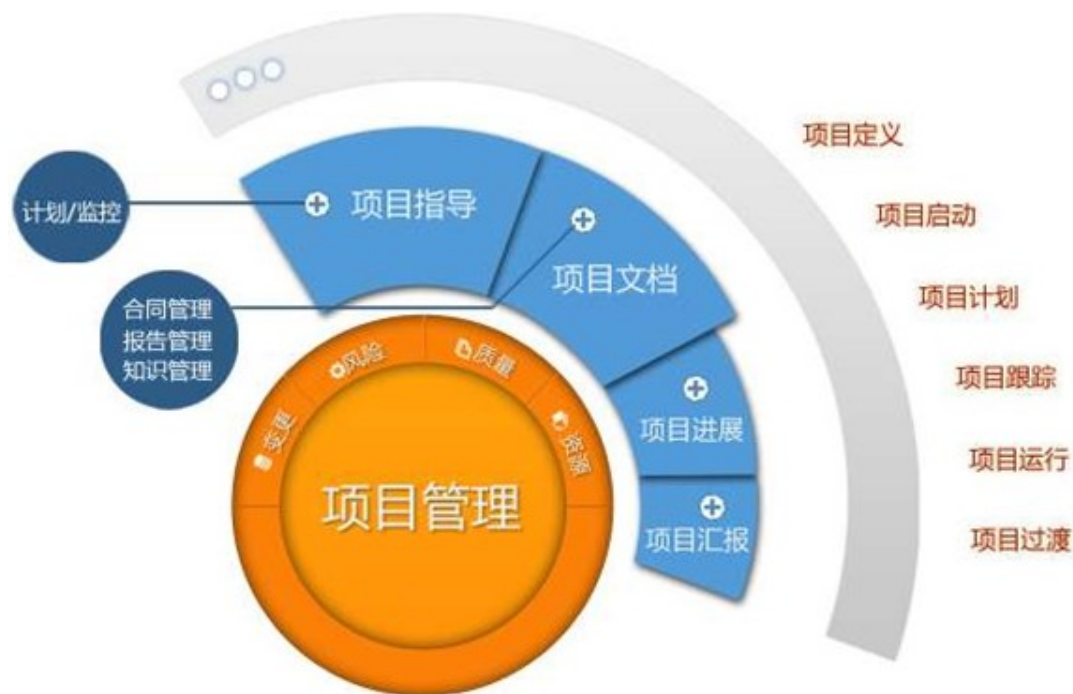 项目定义
项目启动
项目计划
项目跟踪
项目运行
项目过渡
计划/监控
项目指导
合同管理
报告管理
知识管理
项目文档
项目进展
项目汇报
变更
风险
质量
资源
项目管理